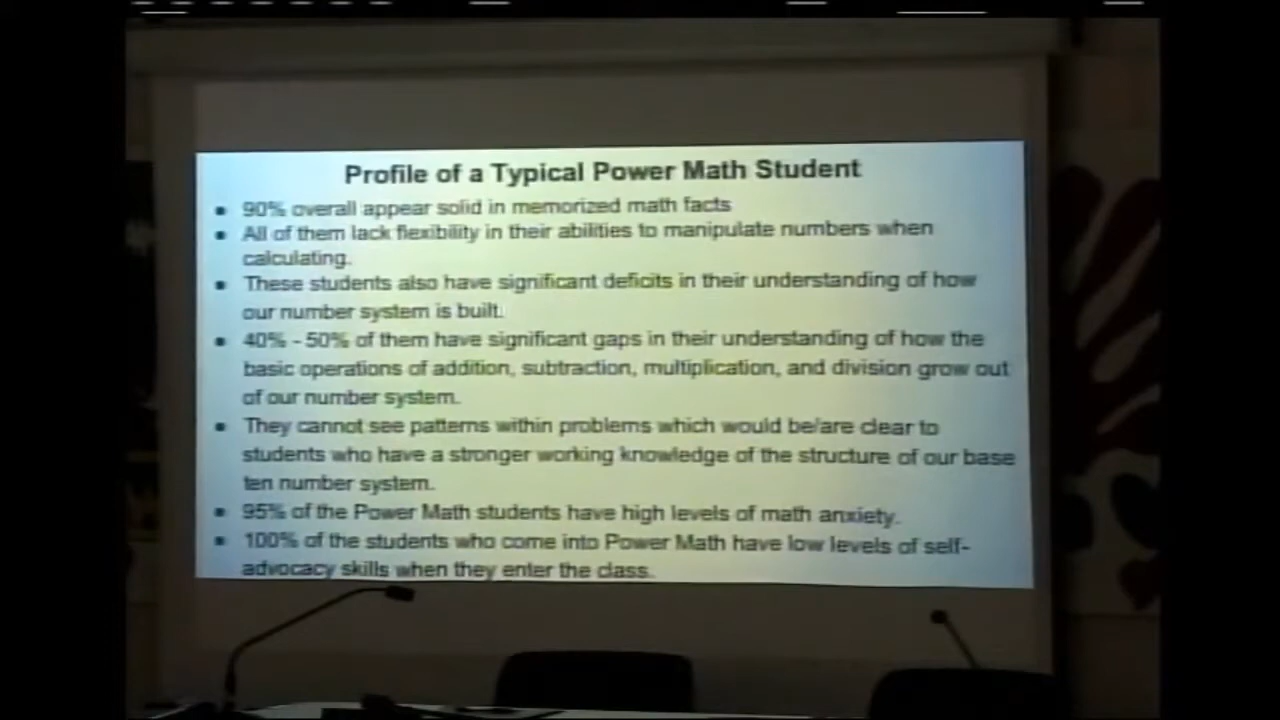 Profile of a Typical Power Math Student
• 90% overall appear solid in memorized math facts
• All of them lack flexibility in their abilities to manipulate numbers when
calculating.
• These students also have significant deficits in their understanding of how
our number system is built.
• 40% - 50% of them have significant gaps in their understanding of how the
basic operations of addition, subtraction, multiplication, and division grow out
of our number system.
• They cannot see patterns within problems which would be/are clear to
students who have a stronger working knowledge of the structure of our base
ten number system.
• 95% of the Power Math students have high levels of math anxiety.
• 100% of the students who come into Power Math have low levels of self-
advocacy skills when they enter the class.